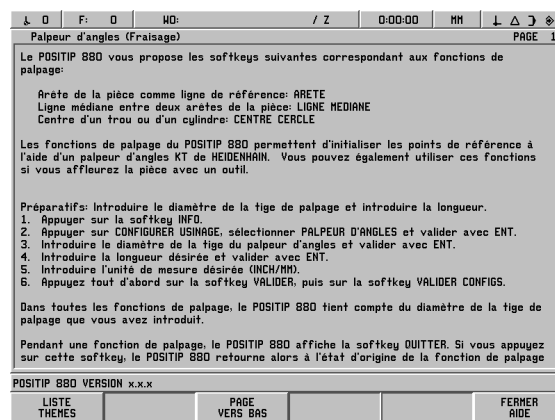 0 F: 0 WO: / Z 0:00:00 MM
Palpeur d'angles (Fraisage) PAGE 1
Le POSITIP 880 vous propose les softkeys suivantes correspondant aux fonctions de
palpage:
Arête de la pièce comme ligne de référence: ARETE
Ligne médiane entre deux arêtes de la pièce: LIGNE MEDIANE
Centre d'un trou ou d'un cylindre: CENTRE CERCLE
Les fonctions de palpage du POSITIP 880 permettent d'initialiser les points de référence à
l'aide d'un palpeur d'angles KT de HEIDENHAIN. Vous pouvez également utiliser ces fonctions
si vous affleurez la pièce avec un outil.
Préparatifs: Introduire le diamètre de la tige de palpage et introduire la longueur.
1. Appuyer sur la softkey INFO.
2. Appuyer sur CONFIGURER USINAGE, sélectionner PALPEUR D'ANGLES et valider avec ENT.
3. Introduire le diamètre de la tige du palpeur d'angles et valider avec ENT.
4. Introduire la longueur désirée et valider avec ENT.
5. Introduire l'unité de mesure désirée (INCH/MM).
6. Appuyez tout d'abord sur la softkey VALIDER, puis sur la softkey VALIDER CONFIGS.
Dans toutes les fonctions de palpage, le POSITIP 880 tient compte du diamètre de la tige de
palpage que vous avez introduit.
Pendant une fonction de palpage, le POSITIP 880 affiche la softkey QUITTER. Si vous appuyez
sur cette softkey, le POSITIP 880 retourne alors à l'état d'origine de la fonction de palpage
POSITIP 880 VERSION x.x.x
LISTE THEMES
PAGE VERS BAS
FERMER AIDE